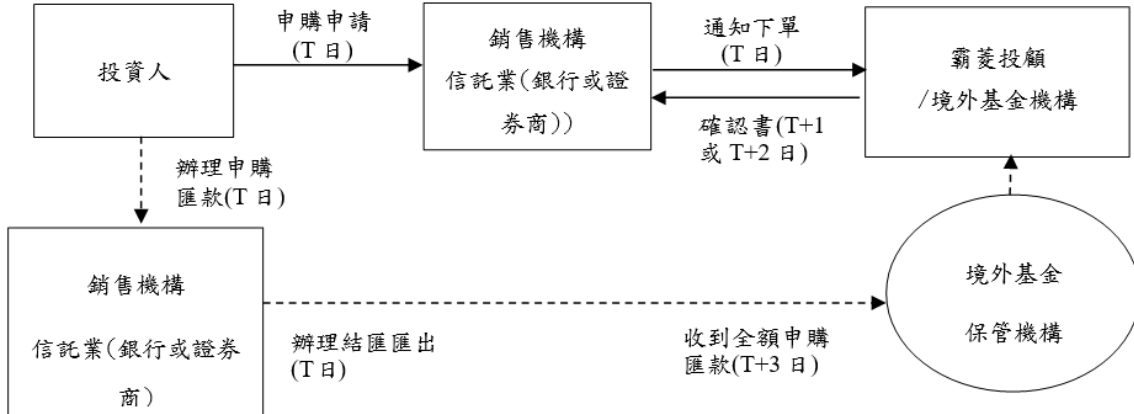 投資人
申購申請
(T 日)
銷售機構
信託業(銀行或證
券商))
通知下單
(T 日)
確認書(T+1
或 T+2 日)
霸菱投顧
/境外基金機構
辦理申購
匯款(T 日)
銷售機構
信託業(銀行或證券
商)
辦理結匯匯出
(T日)
收到全額申購
匯款(T+3 日)
境外基金
保管機構